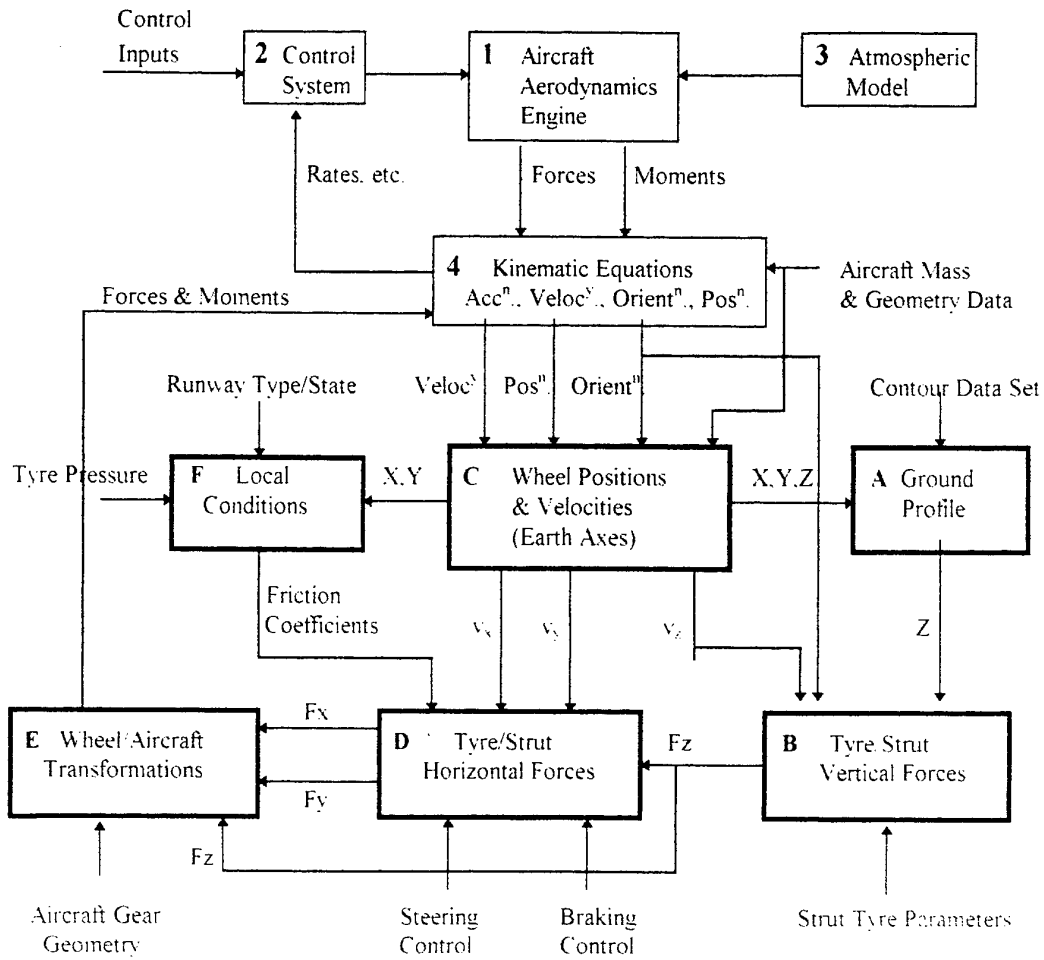 Control
Inputs
2 Control
System
1 Aircraft
Aerodynamics
Engine
3 Atmospheric
Model
Rates. etc.
Forces
Moments
4 Kinematic Equations
Accⁿ., Velocʸ., Orientⁿ., Posⁿ.
Aircraft Mass
& Geometry Data
Forces & Moments
Runway Type/State
Velocʸ
Posⁿ.
Orientⁿ.
Contour Data Set
Tyre Pressure
F Local
Conditions
X,Y
C Wheel Positions
& Velocities
(Earth Axes)
X,Y,Z
A Ground
Profile
Friction
Coefficients
vₓ
vᵧ
v_z
Z
E Wheel/Aircraft
Transformations
Fx
Fy
D Tyre/Strut
Horizontal Forces
Fz
B Tyre Strut
Vertical Forces
Fz
Aircraft Gear
Geometry
Steering
Control
Braking
Control
Strut Tyre Parameters